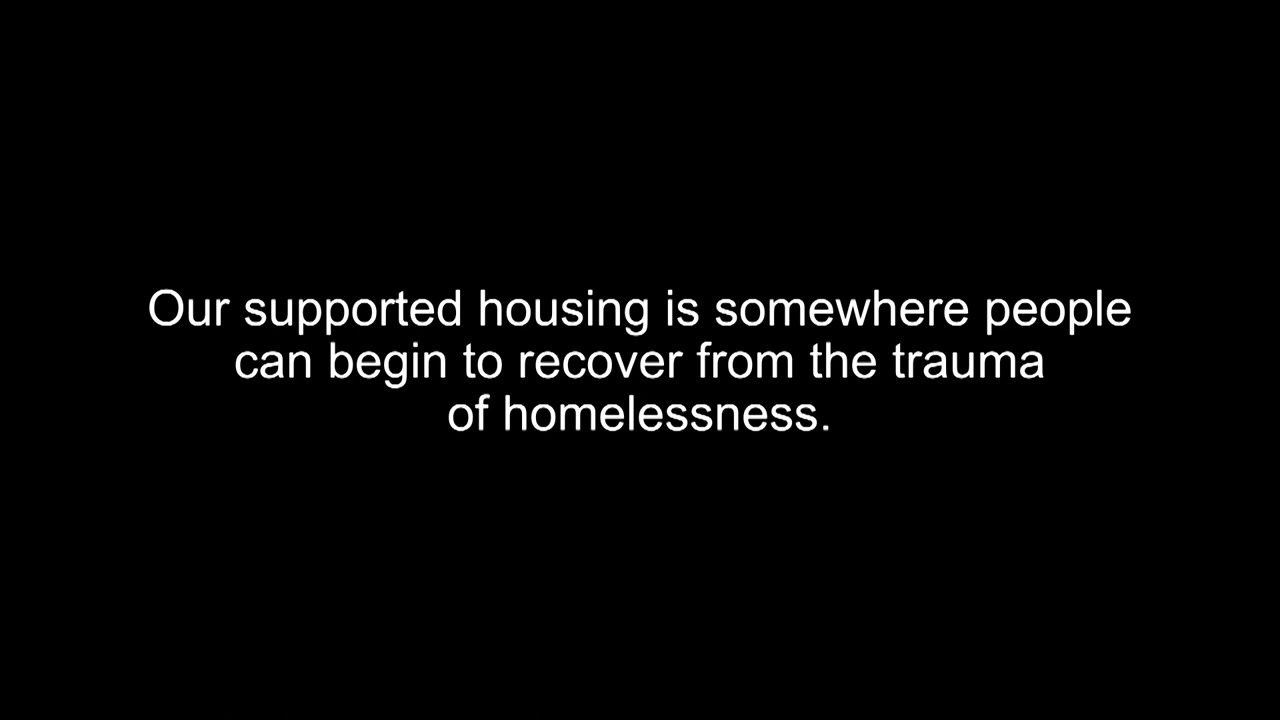 Our supported housing is somewhere people
can begin to recover from the trauma
of homelessness.